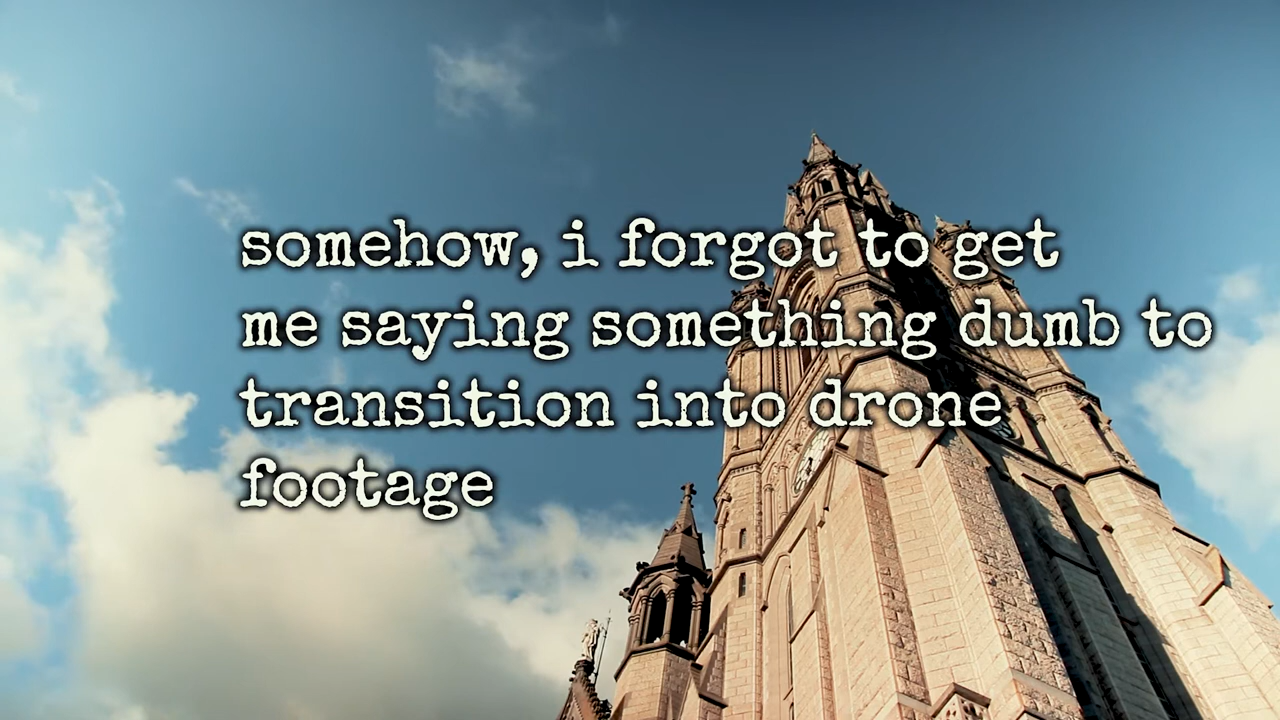 somehow, i forgot to get
me saying something dumb to
transition into drone
footage